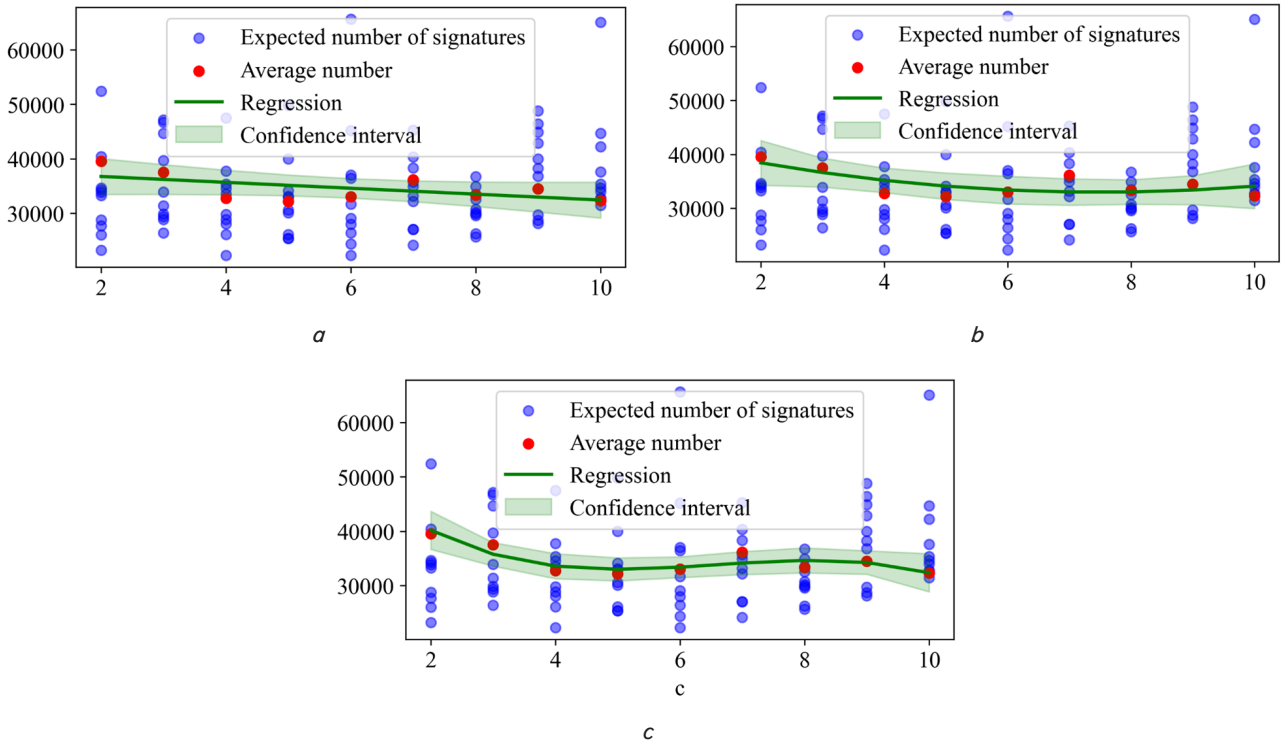 60000
50000
40000
30000
2
4
6
8
10
Expected number of signatures
Average number
Regression
Confidence interval
a
60000
50000
40000
30000
2
4
6
8
10
Expected number of signatures
Average number
Regression
Confidence interval
b
60000
50000
40000
30000
2
4
6
8
10
Expected number of signatures
Average number
Regression
Confidence interval
c
c